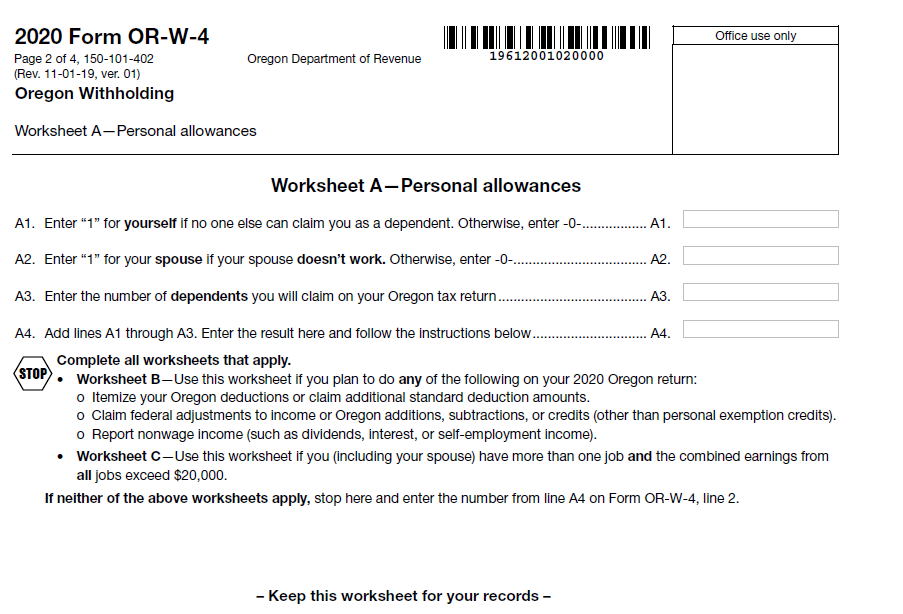 2020 Form OR-W-4
Page 2 of 4, 150-101-402
(Rev. 11-01-19, ver. 01)
Oregon Department of Revenue
19612001020000
Office use only
Oregon Withholding
Worksheet A—Personal allowances
Worksheet A—Personal allowances
A1. Enter “1” for yourself if no one else can claim you as a dependent. Otherwise, enter -0-.................. A1.
A2. Enter “1” for your spouse if your spouse doesn’t work. Otherwise, enter -0-..................................... A2.
A3. Enter the number of dependents you will claim on your Oregon tax return......................................... A3.
A4. Add lines A1 through A3. Enter the result here and follow the instructions below................................ A4.
STOP
Complete all worksheets that apply.
• Worksheet B—Use this worksheet if you plan to do any of the following on your 2020 Oregon return:
o Itemize your Oregon deductions or claim additional standard deduction amounts.
o Claim federal adjustments to income or Oregon additions, subtractions, or credits (other than personal exemption credits).
o Report nonwage income (such as dividends, interest, or self-employment income).
• Worksheet C—Use this worksheet if you (including your spouse) have more than one job and the combined earnings from
all jobs exceed $20,000.
If neither of the above worksheets apply, stop here and enter the number from line A4 on Form OR-W-4, line 2.
– Keep this worksheet for your records –